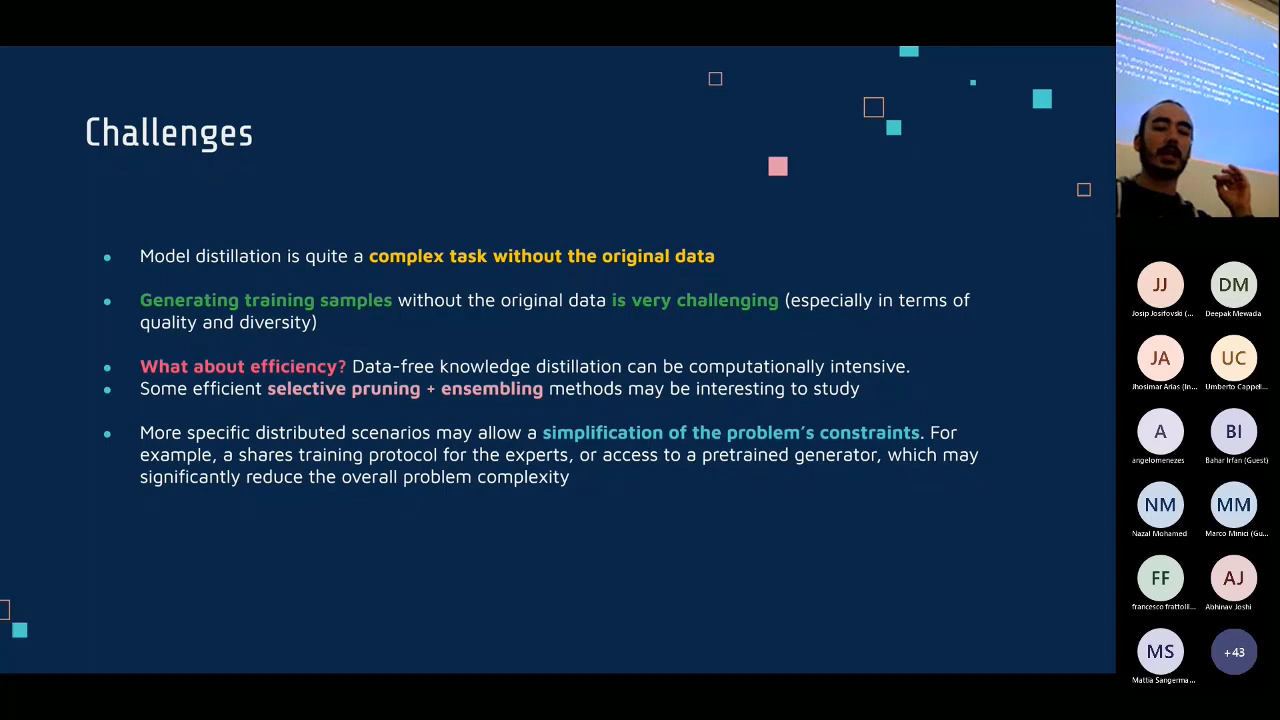 Challenges
Model distillation is quite a complex task without the original data
Generating training samples without the original data is very challenging (especially in terms of
quality and diversity)
What about efficiency? Data-free knowledge distillation can be computationally intensive.
Some efficient selective pruning + ensembling methods may be interesting to study
More specific distributed scenarios may allow a simplification of the problem's constraints. For
example, a shares training protocol for the experts, or access to a pretrained generator, which may
significantly reduce the overall problem complexity
JJ
DM
Josip Josifovski (...
Deepak Mewada
JA
UC
Jhosimar Arias (In...
Umberto Cappell...
A
BI
angelomenezes
Bahar Irfan (Guest)
NM
MM
Nazal Mohamed
Marco Minici (Gu...
FF
AJ
francesco frattolli...
Abhinav Joshi
MS
+43
Mattia Sangerma...